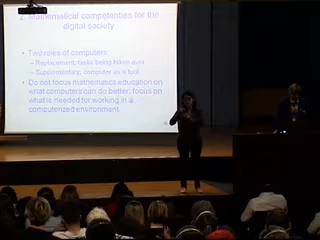 2. Mathematical competencies for the
digital society
• Two roles of computers:
– Replacement: tasks being taken over
– Supplementary: computer as a tool
• Do not focus mathematics education on
what computers can do better; focus
on what is needed for working in a
computerized environment